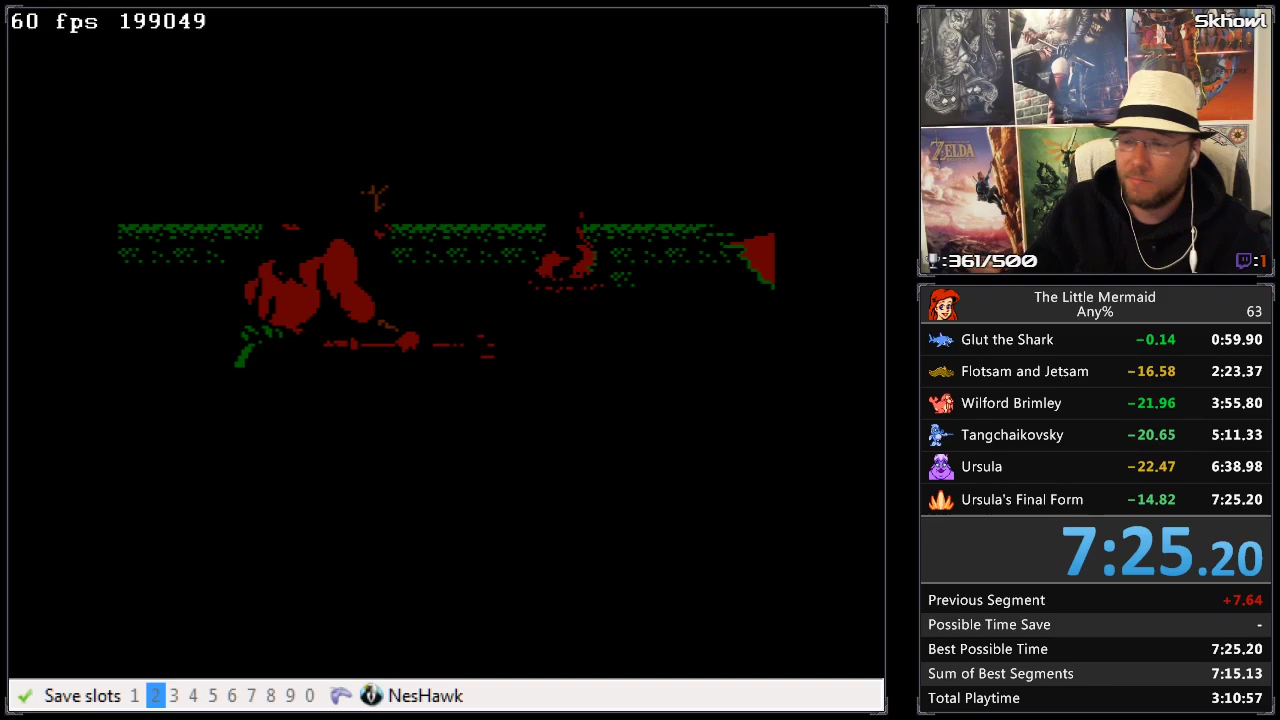 60 fps 199049
Skhowl
ZELDA
:361/500
:1
The Little Mermaid
Any%
63
Glut the Shark -0.14 0:59.90
Flotsam and Jetsam -16.58 2:23.37
Wilford Brimley -21.96 3:55.80
Tangchaikovsky -20.65 5:11.33
Ursula -22.47 6:38.98
Ursula's Final Form -14.82 7:25.20
7:25.20
Previous Segment +7.64
Possible Time Save -
Best Possible Time 7:25.20
Sum of Best Segments 7:15.13
Total Playtime 3:10:57
Save slots 1 2 3 4 5 6 7 8 9 0 NesHawk